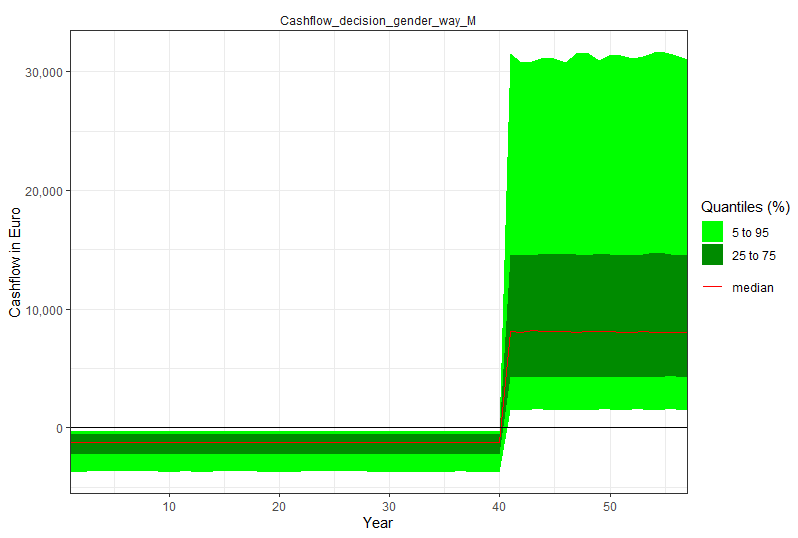 Cashflow_decision_gender_way_M
30,000
20,000
10,000
0
Cashflow in Euro
10 20 30 40 50
Year
Quantiles (%)
5 to 95
25 to 75
median